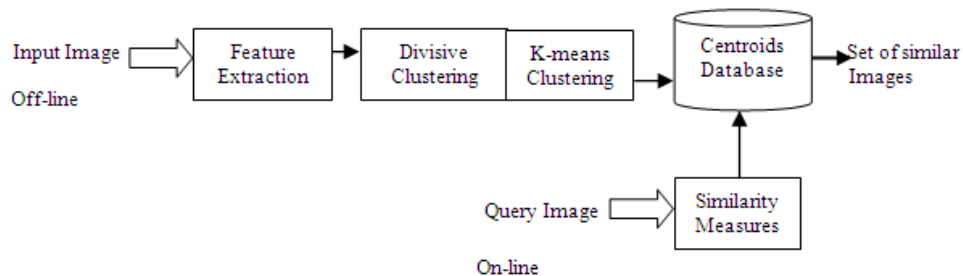 Input Image
Off-line
Feature
Extraction
Divisive
Clustering
K-means
Clustering
Centroids
Database
Set of similar
Images
Query Image
On-line
Similarity
Measures